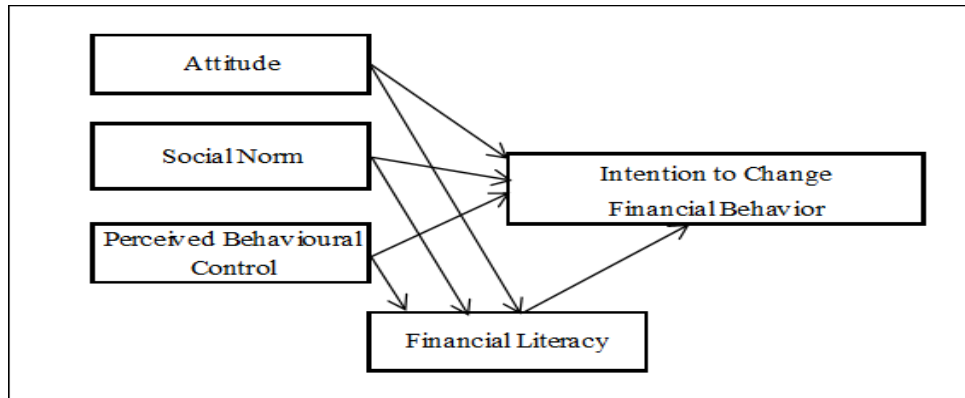 Attitude
Social Norm
Perceived Behavioural
Control
Intention to Change
Financial Behavior
Financial Literacy